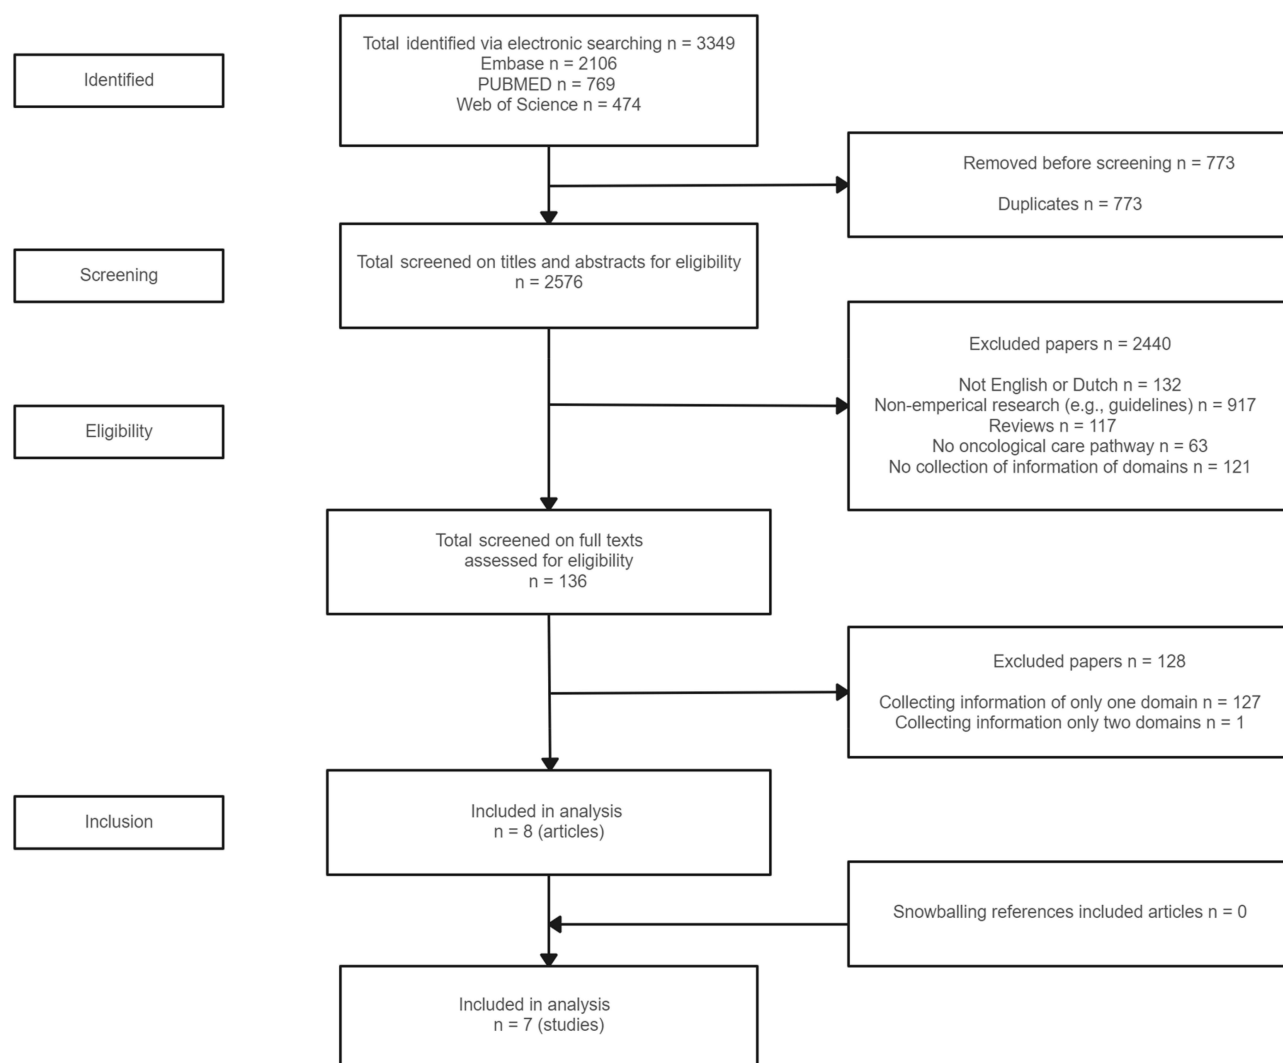 Identified
Total identified via electronic searching n = 3349
Embase n = 2106
PUBMED n = 769
Web of Science n = 474
Removed before screening n = 773
Duplicates n = 773
Screening
Total screened on titles and abstracts for eligibility
n = 2576
Excluded papers n = 2440
Not English or Dutch n = 132
Non-emperical research (e.g., guidelines) n = 917
Reviews n = 117
No oncological care pathway n = 63
No collection of information of domains n = 121
Eligibility
Total screened on full texts
assessed for eligibility
n = 136
Excluded papers n = 128
Collecting information of only one domain n = 127
Collecting information only two domains n = 1
Inclusion
Included in analysis
n = 8 (articles)
Snowballing references included articles n = 0
Included in analysis
n = 7 (studies)